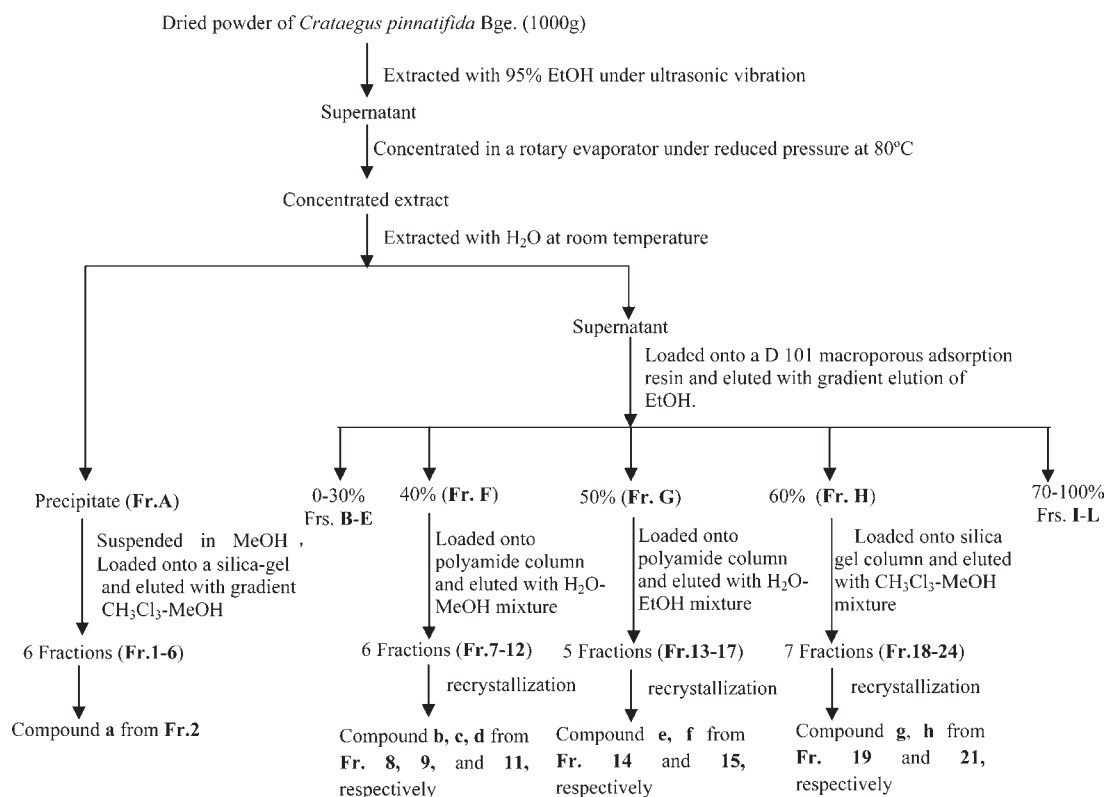 Dried powder of Crataegus pinnatifida Bge. (1000g)
Extracted with 95% EtOH under ultrasonic vibration
Supernatant
Concentrated in a rotary evaporator under reduced pressure at 80ºC
Concentrated extract
Extracted with H₂O at room temperature
Supernatant
Loaded onto a D 101 macroporous adsorption
resin and eluted with gradient elution of
EtOH.
Precipitate (Fr.A)
Suspended in MeOH ,
Loaded onto a silica-gel
and eluted with gradient
CH₃Cl₃-MeOH
6 Fractions (Fr.1-6)
Compound a from Fr.2
0-30%
Frs. B-E
40% (Fr. F)
Loaded onto
polyamide column
and eluted with H₂O-
MeOH mixture
6 Fractions (Fr.7-12)
recrystallization
Compound b, c, d from
Fr. 8, 9, and 11,
respectively
50% (Fr. G)
Loaded onto
polyamide column
and eluted with H₂O-
EtOH mixture
5 Fractions (Fr.13-17)
recrystallization
Compound e, f from
Fr. 14 and 15,
respectively
60% (Fr. H)
Loaded onto silica
gel column and eluted
with CH₃Cl₃-MeOH
mixture
7 Fractions (Fr.18-24)
recrystallization
Compound g, h from
Fr. 19 and 21,
respectively
70-100%
Frs. I-L